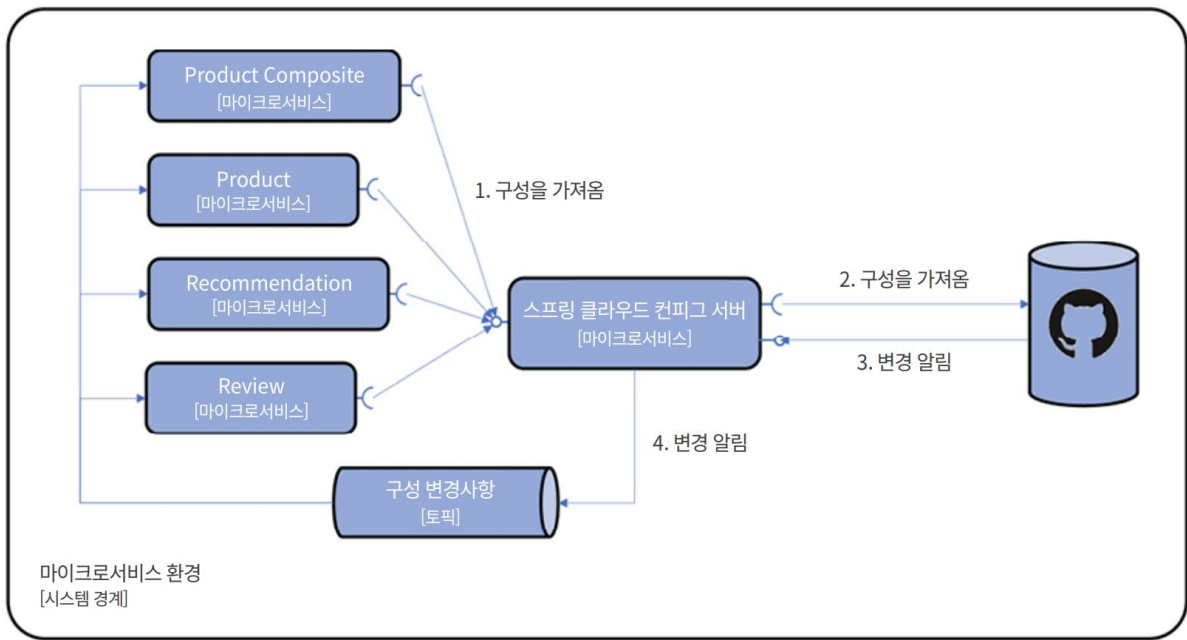 Product Composite
[마이크로서비스]
Product
[마이크로서비스]
1. 구성을 가져옴
Recommendation
[마이크로서비스]
스프링 클라우드 컨피그 서버
[마이크로서비스]
2. 구성을 가져옴
3. 변경 알림
Review
[마이크로서비스]
4. 변경 알림
구성 변경사항
[토픽]
마이크로서비스 환경
[시스템 경계]